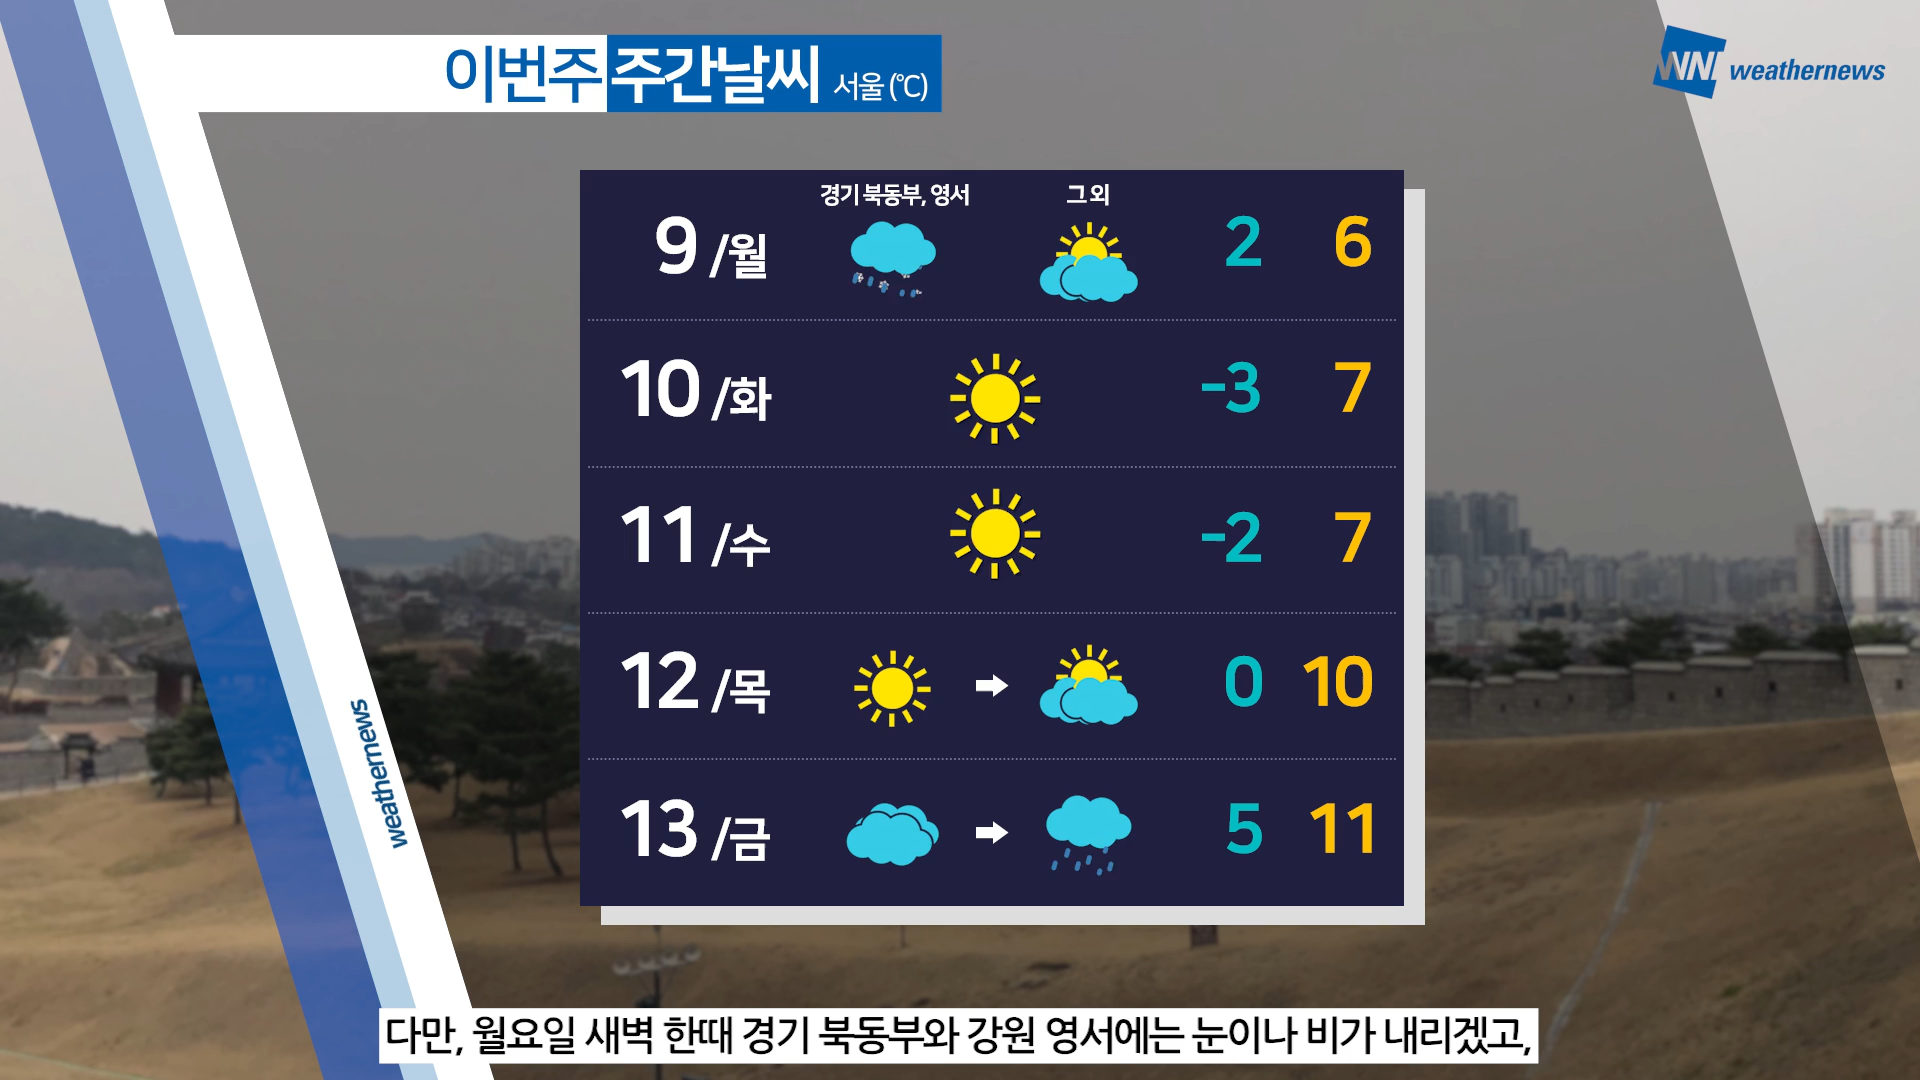 이번주 주간날씨 서울 (℃)
WNI weathernews
경기 북동부, 영서 그 외
9 /월 2 6
10 /화 -3 7
11 /수 -2 7
12 /목 0 10
13 /금 5 11
weathernews
다만, 월요일 새벽 한때 경기 북동부와 강원 영서에는 눈이나 비가 내리겠고,